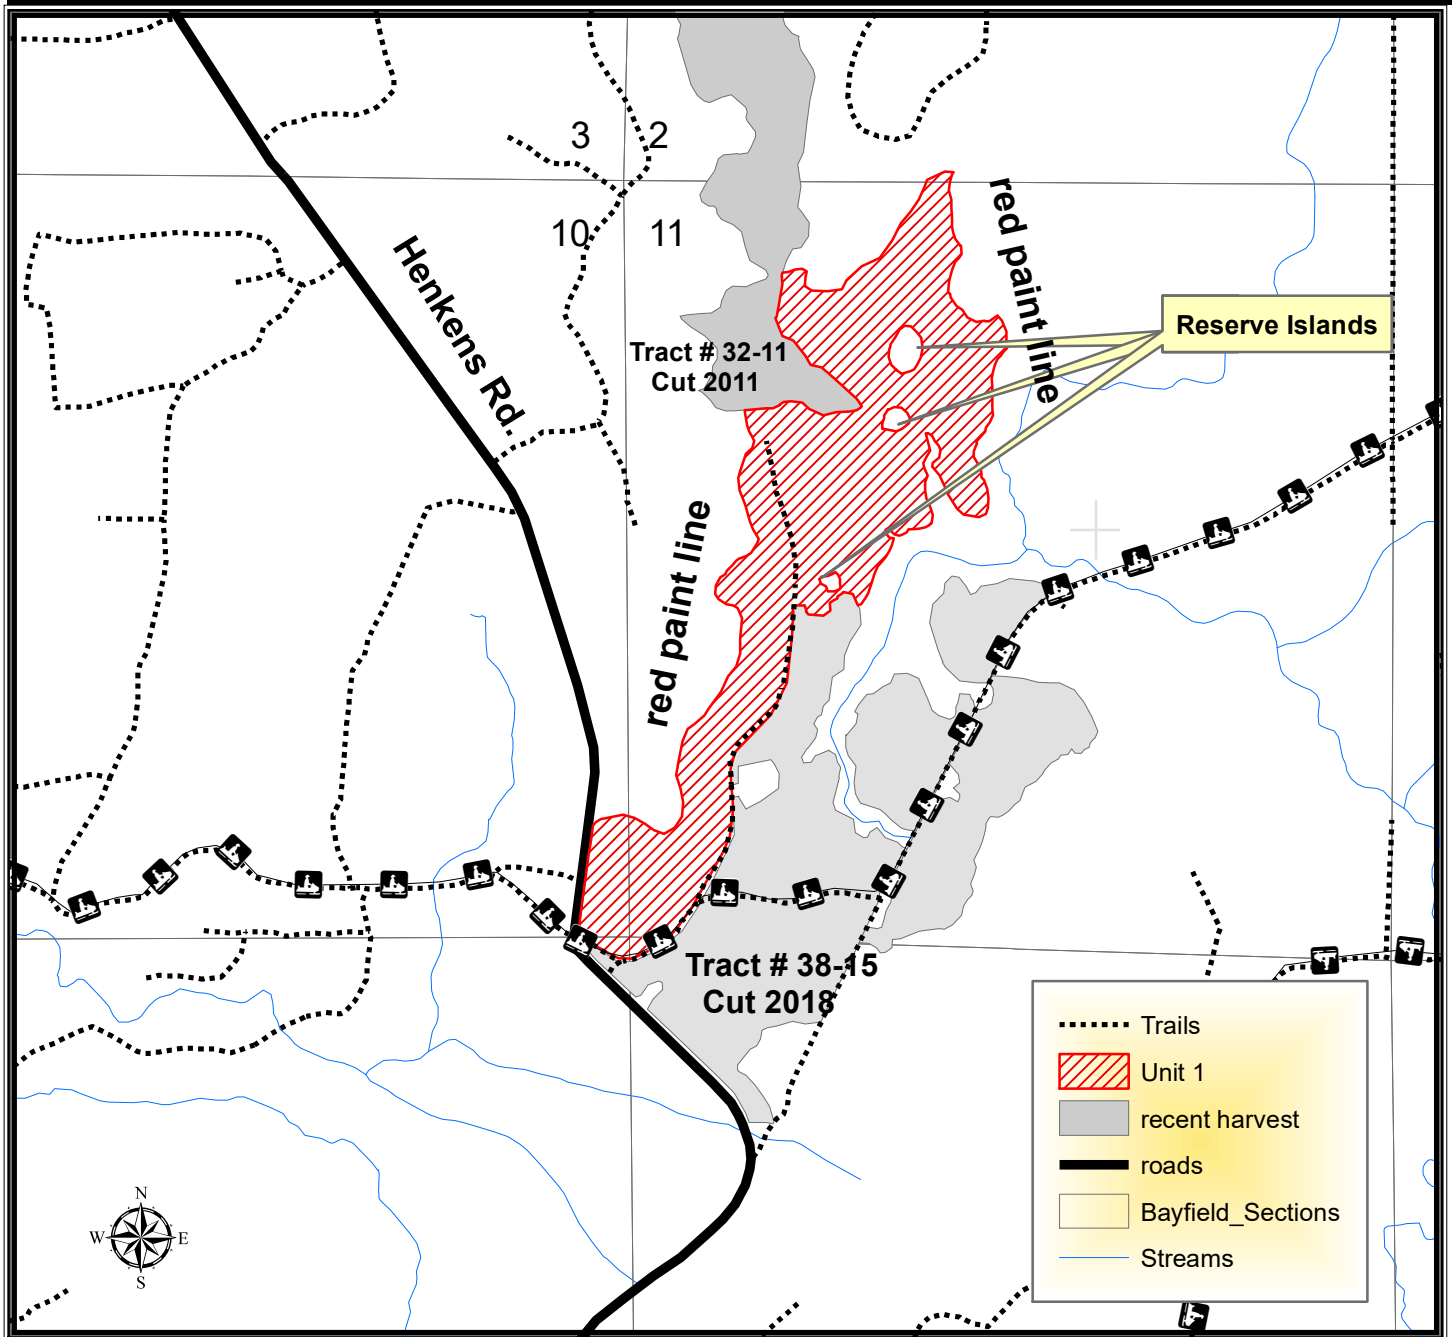 3
2
10
11
Henkens Rd
red paint line
Reserve Islands
Tract # 32-11
Cut 2011
red paint line
Tract # 38-15
Cut 2018
Trails
Unit 1
recent harvest
roads
Bayfield_Sections
Streams
N
W
E
S